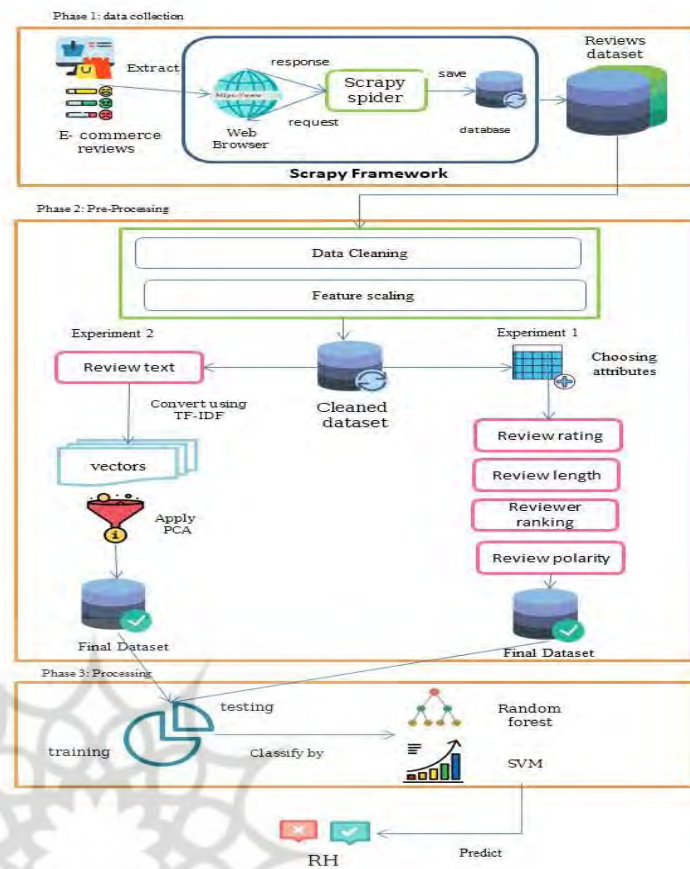 Phase 1: data collection
Extract
E- commerce
reviews
https://www
Web
Browser
response
request
Scrapy
spider
save
database
Reviews
dataset
Scrapy Framework
Phase 2: Pre-Processing
Data Cleaning
Feature scaling
Experiment 2
Review text
Convert using
TF-IDF
vectors
Apply
PCA
Final Dataset
Cleaned
dataset
Experiment 1
Choosing
attributes
Review rating
Review length
Reviewer
ranking
Review polarity
Final Dataset
Phase 3: Processing
testing
training
Classify by
Random
forest
SVM
Predict
RH